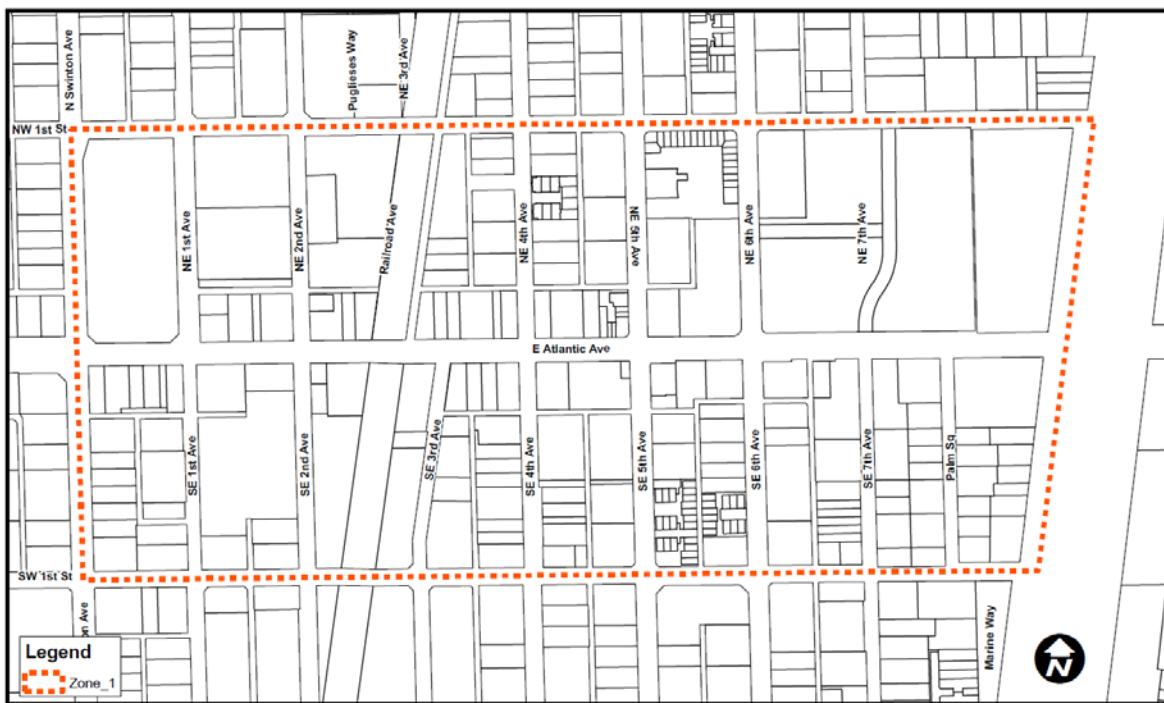 N Swinton Ave
Puglieses Way
NE 3rd Ave
NW 1st St
NE 1st Ave
NE 2nd Ave
Railroad Ave
NE 4th Ave
NE 5th Ave
NE 6th Ave
NE 7th Ave
E Atlantic Ave
SE 1st Ave
SE 2nd Ave
SE 3rd Ave
SE 4th Ave
SE 5th Ave
SE 6th Ave
SE 7th Ave
Palm Sq
SW 1st St
on Ave
Marine Way
Legend
Zone_1
N